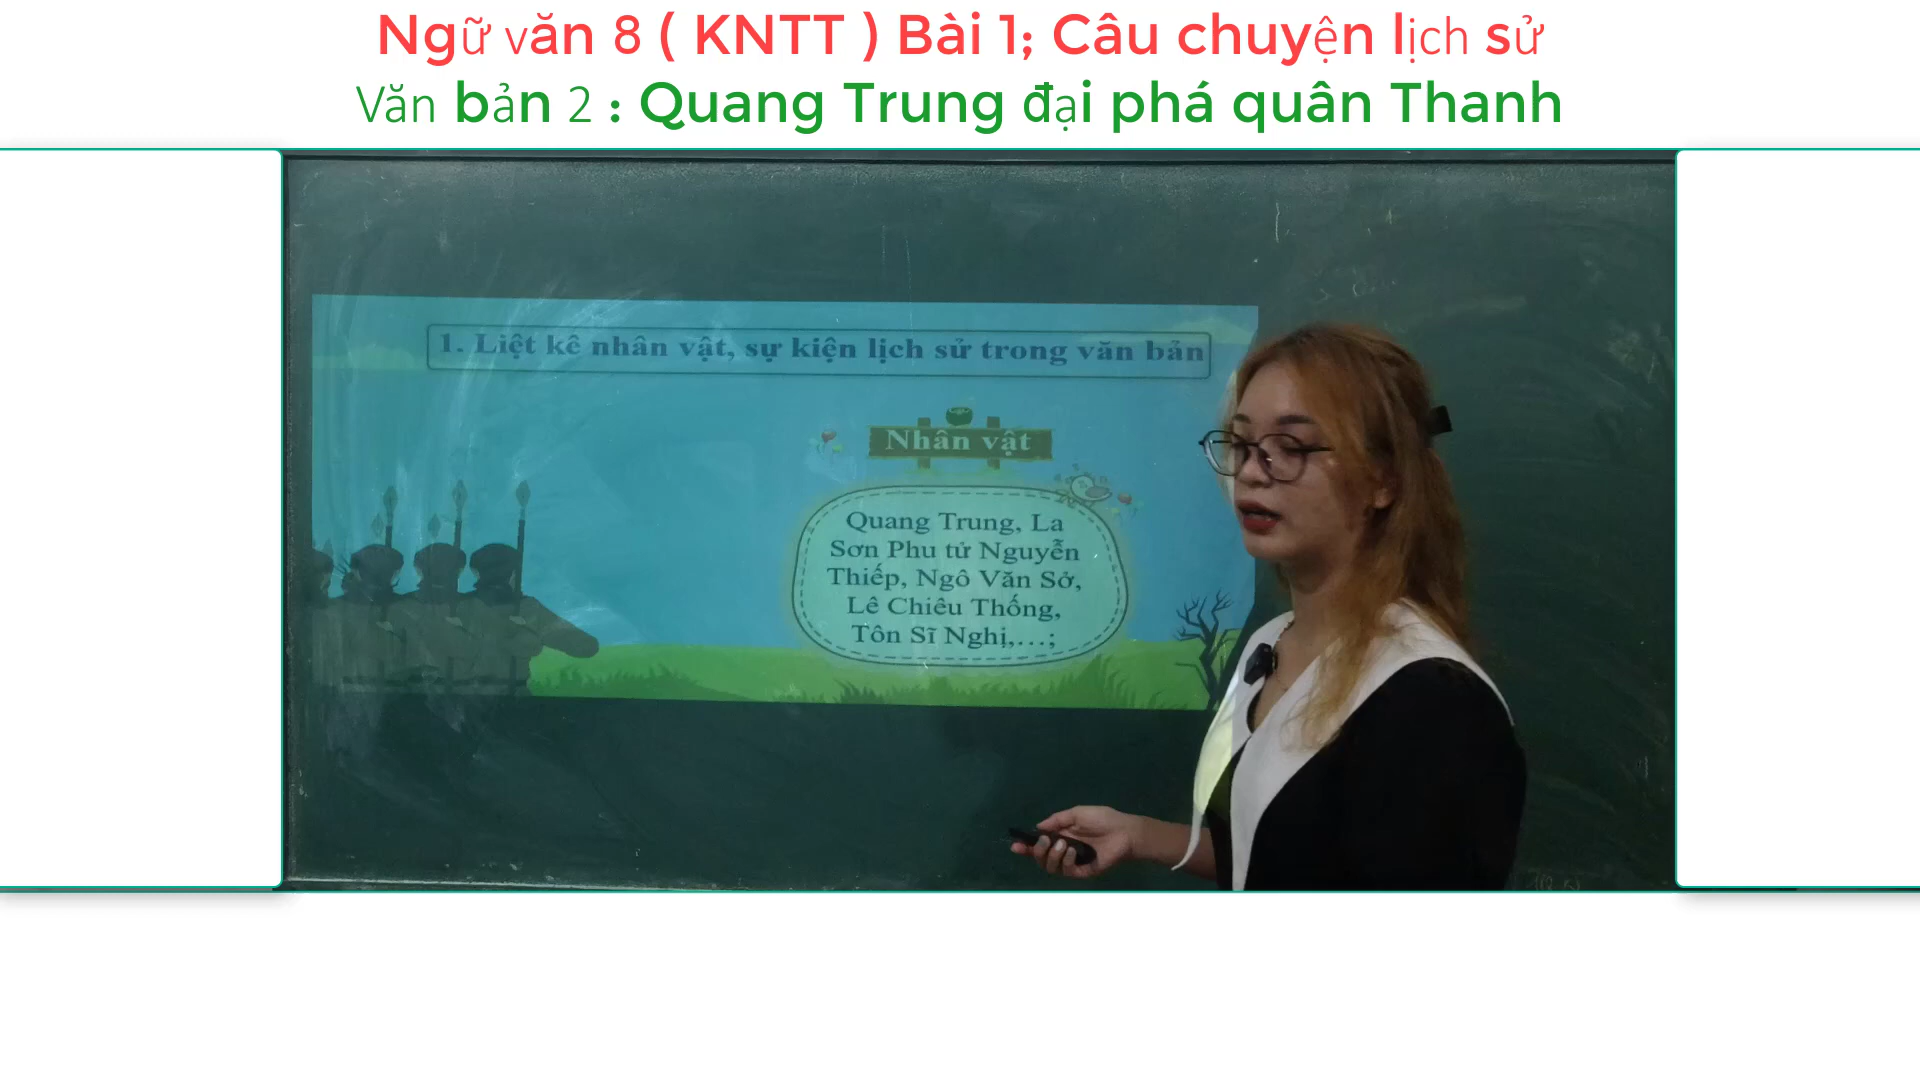 Ngữ văn 8 ( KNTT ) Bài 1; Câu chuyện lịch sử
Văn bản 2 : Quang Trung đại phá quân Thanh
1. Liệt kê nhân vật, sự kiện lịch sử trong văn bản
Nhân vật
Quang Trung, La
Sơn Phu tử Nguyễn
Thiếp, Ngô Văn Sở,
Lê Chiêu Thống,
Tôn Sĩ Nghị,...;